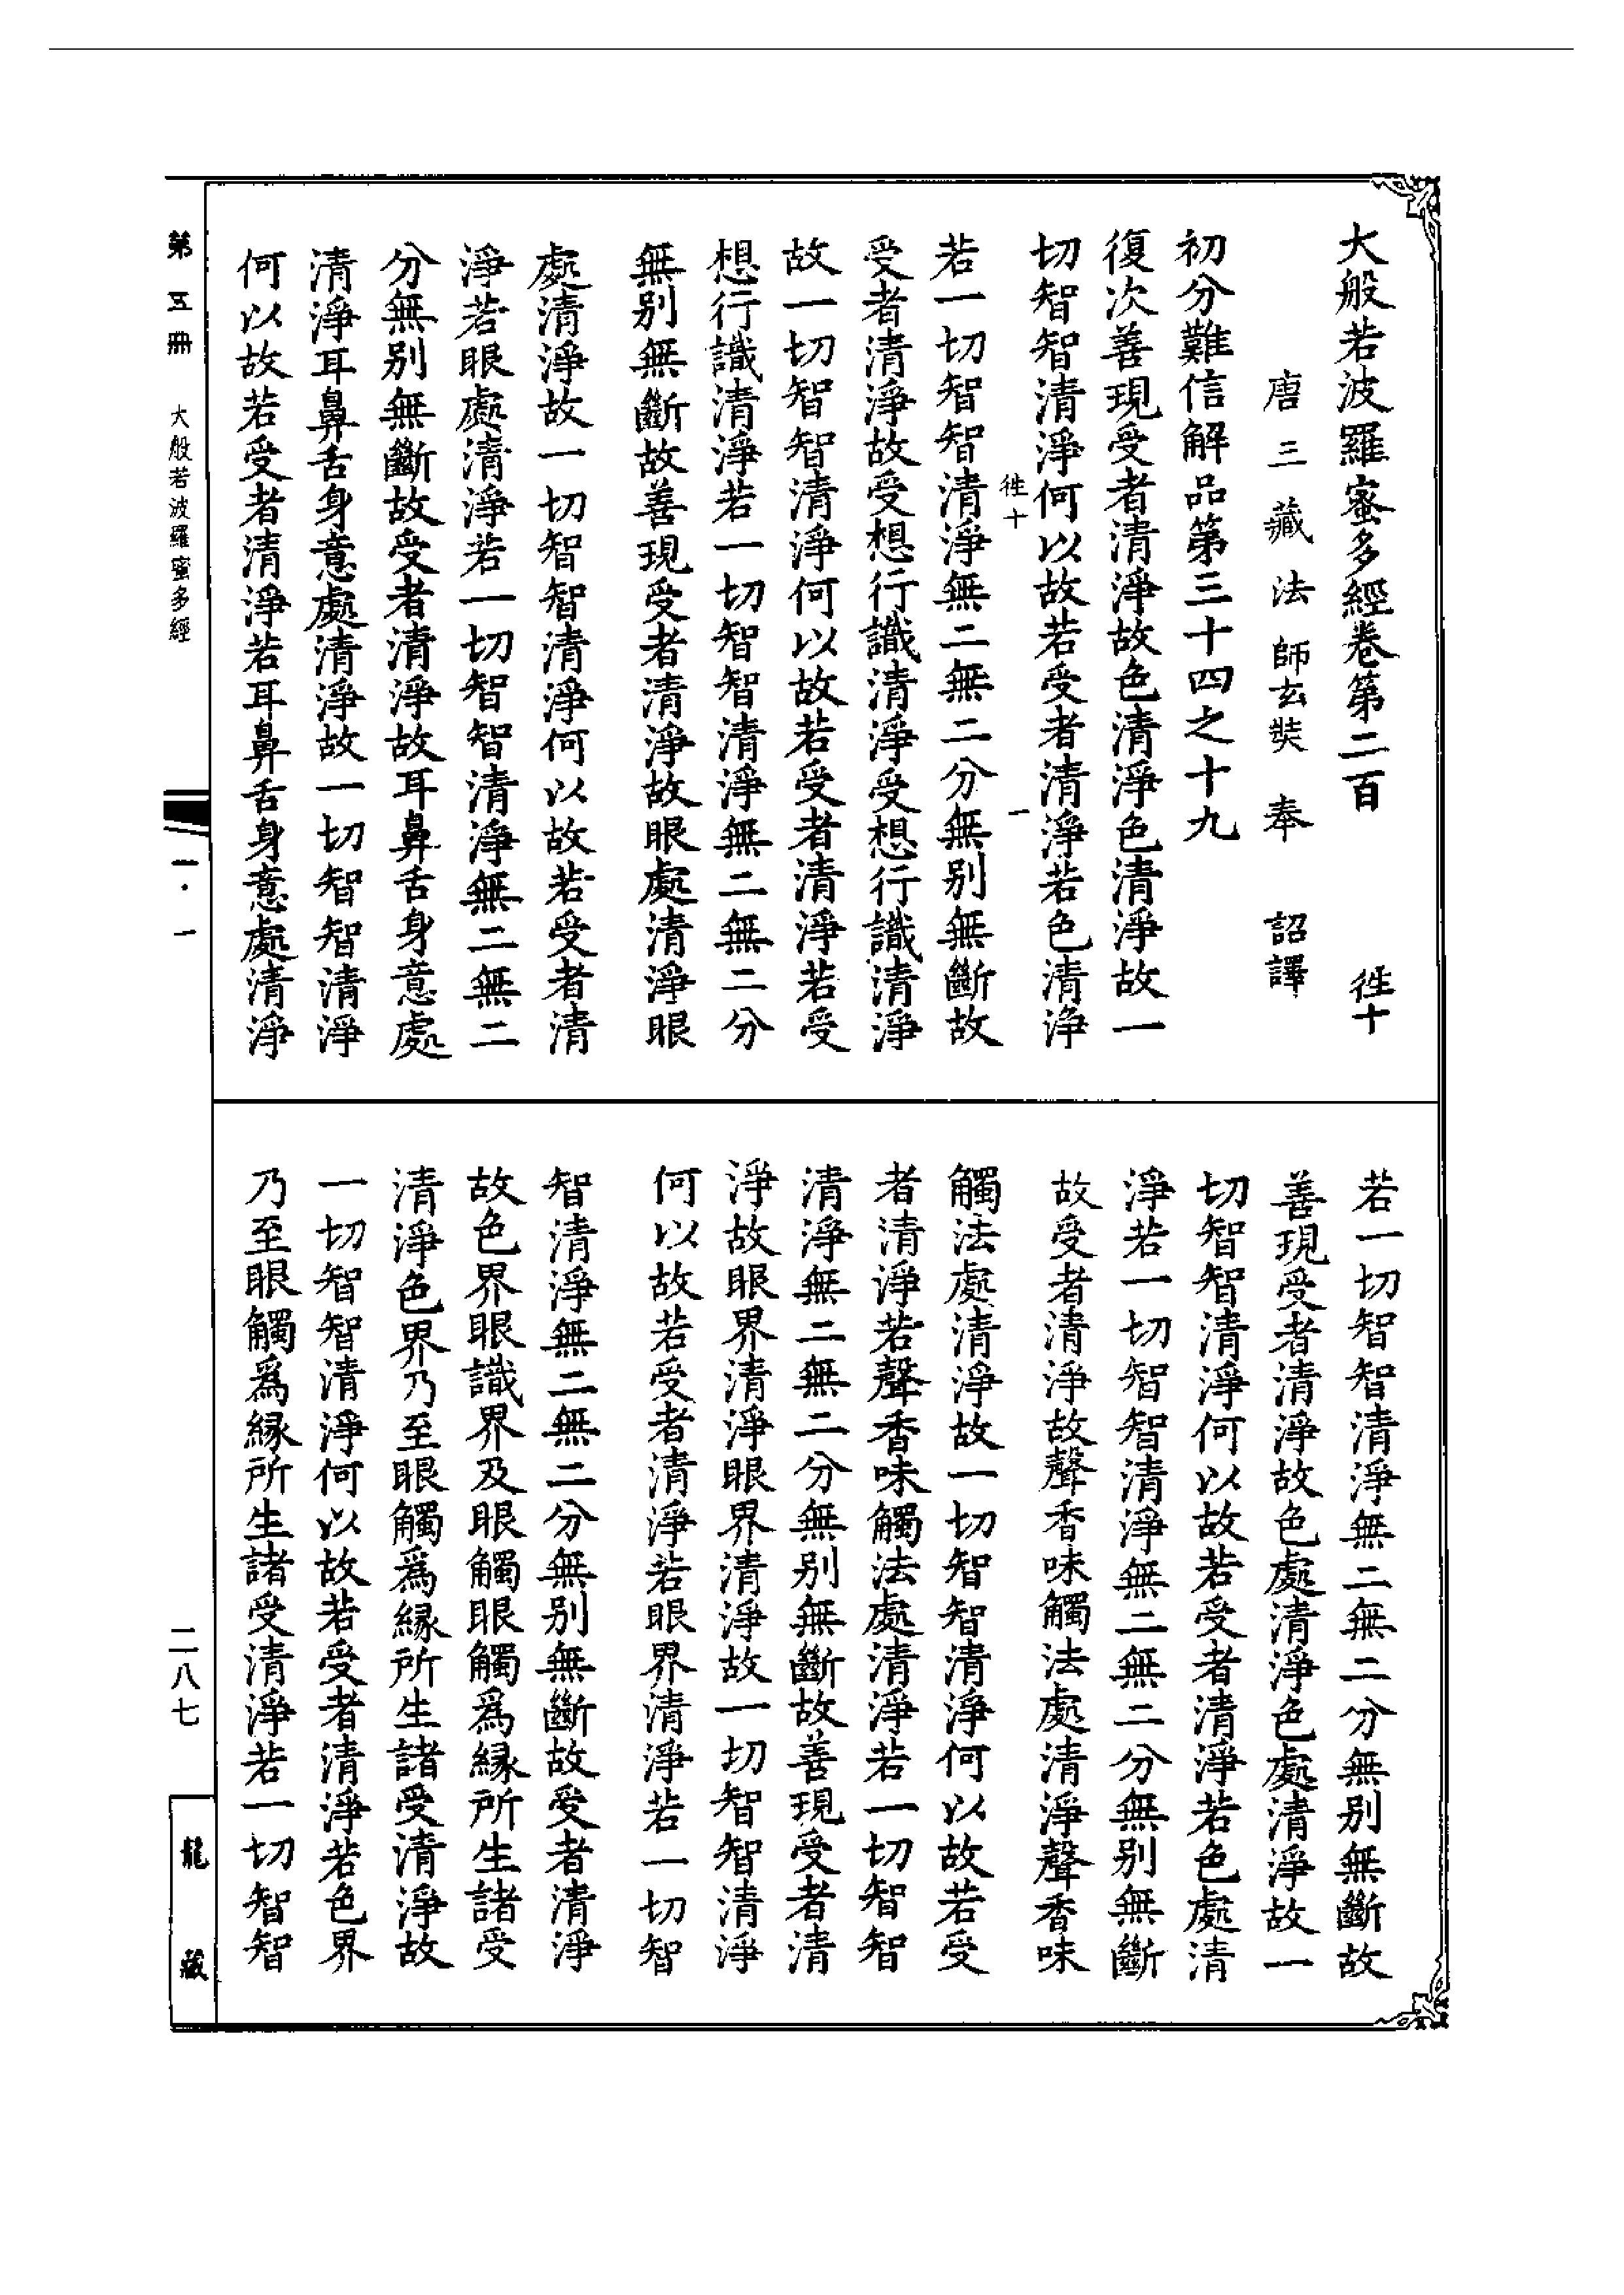 大般若波羅蜜多經卷第二百 往十
唐三藏法師玄奘奉 詔譯
初分難信解品第三十四之十九
復次善現受者清淨故色清淨色清淨故一
切智智清淨何以故若受者清淨若色清淨
往十 一
若一切智智清淨無二無二分無別無斷故
受者清淨故受想行識清淨受想行識清淨
故一切智智清淨何以故若受者清淨若受
想行識清淨若一切智智清淨無二無二分
無別無斷故善現受者清淨故眼處清淨眼
處清淨故一切智智清淨何以故若受者清
淨若眼處清淨若一切智智清淨無二無二
分無別無斷故受者清淨故耳鼻舌身意處
清淨耳鼻舌身意處清淨故一切智智清淨
何以故若受者清淨若耳鼻舌身意處清淨
若一切智智清淨無二無二分無別無斷故
善現受者清淨故色處清淨色處清淨故一
切智智清淨何以故若受者清淨若色處清
淨若一切智智清淨無二無二分無別無斷
故受者清淨故聲香味觸法處清淨聲香味
觸法處清淨故一切智智清淨何以故若受
者清淨若聲香味觸法處清淨若一切智智
清淨無二無二分無別無斷故善現受者清
淨故眼界清淨眼界清淨故一切智智清淨
何以故若受者清淨若眼界清淨若一切智
智清淨無二無二分無別無斷故受者清淨
故色界眼識界及眼觸眼觸爲緣所生諸受
清淨色界乃至眼觸爲緣所生諸受清淨故
一切智智清淨何以故若受者清淨若色界
乃至眼觸爲緣所生諸受清淨若一切智智
第五冊 大般若波羅蜜多經
一·一
二八七
龍藏